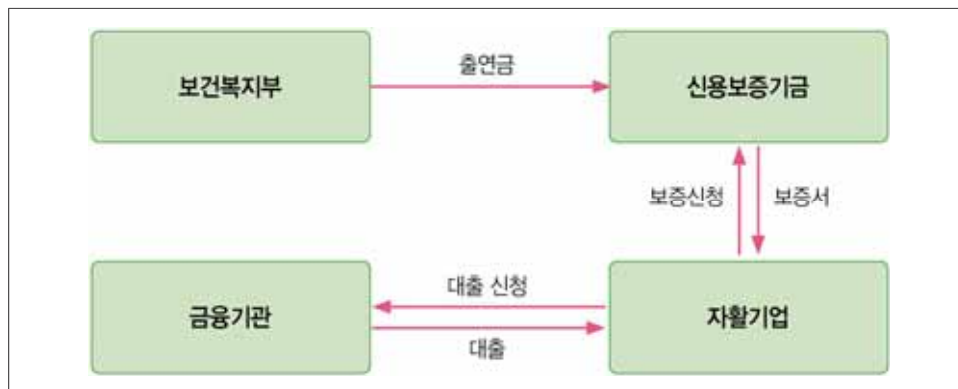 보건복지부
출연금
신용보증기금
보증신청
보증서
금융기관
대출 신청
대출
자활기업